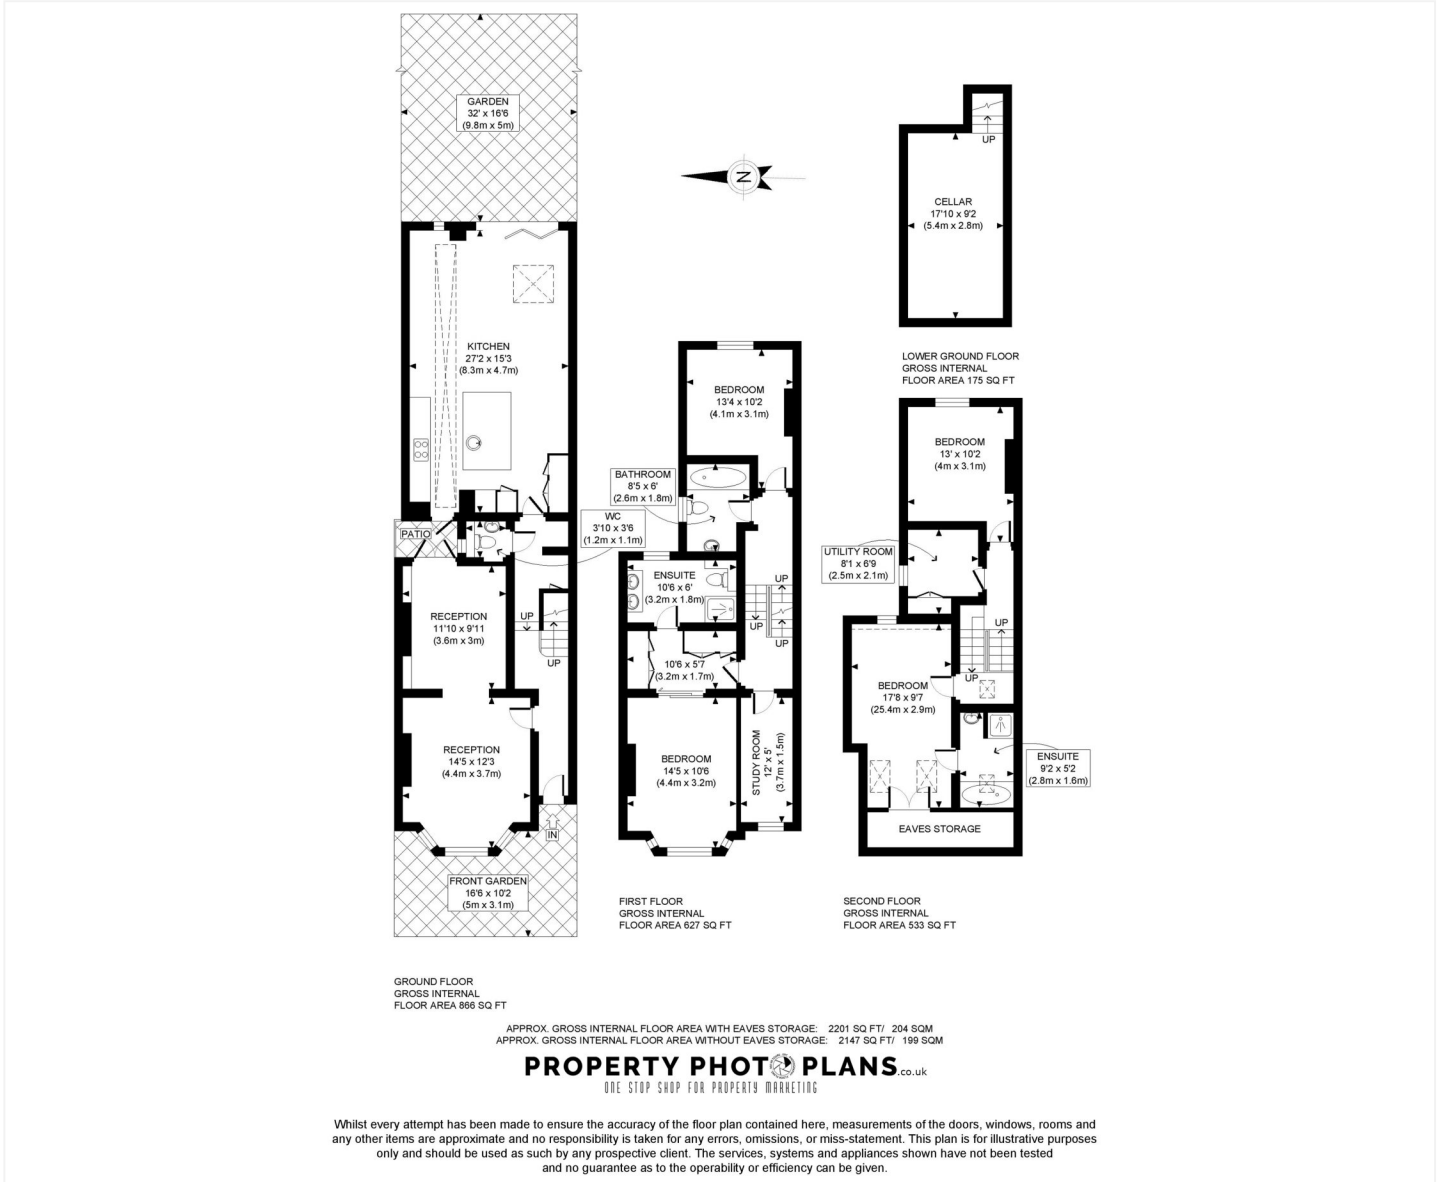 GARDEN
32' x 16'6
(9.8m x 5m)
KITCHEN
27'2 x 15'3
(8.3m x 4.7m)
PATIO
WC
3'10 x 3'6
(1.2m x 1.1m)
RECEPTION
11'10 x 9'11
(3.6m x 3m)
UP
UP
RECEPTION
14'5 x 12'3
(4.4m x 3.7m)
IN
FRONT GARDEN
16'6 x 10'2
(5m x 3.1m)
GROUND FLOOR
GROSS INTERNAL
FLOOR AREA 866 SQ FT
N
BEDROOM
13'4 x 10'2
(4.1m x 3.1m)
BATHROOM
8'5 x 6'
(2.6m x 1.8m)
ENSUITE
10'6 x 6'
(3.2m x 1.8m)
UP
UP
UP
10'6 x 5'7
(3.2m x 1.7m)
BEDROOM
14'5 x 10'6
(4.4m x 3.2m)
STUDY ROOM
12' x 5'
(3.7m x 1.5m)
FIRST FLOOR
GROSS INTERNAL
FLOOR AREA 627 SQ FT
UP
CELLAR
17'10 x 9'2
(5.4m x 2.8m)
LOWER GROUND FLOOR
GROSS INTERNAL
FLOOR AREA 175 SQ FT
BEDROOM
13' x 10'2
(4m x 3.1m)
UTILITY ROOM
8'1 x 6'9
(2.5m x 2.1m)
UP
UP
BEDROOM
17'8 x 9'7
(25.4m x 2.9m)
ENSUITE
9'2 x 5'2
(2.8m x 1.6m)
EAVES STORAGE
SECOND FLOOR
GROSS INTERNAL
FLOOR AREA 533 SQ FT
APPROX. GROSS INTERNAL FLOOR AREA WITH EAVES STORAGE: 2201 SQ FT/ 204 SQM
APPROX. GROSS INTERNAL FLOOR AREA WITHOUT EAVES STORAGE: 2147 SQ FT/ 199 SQM
PROPERTY PHOTO PLANS.co.uk
ONE STOP SHOP FOR PROPERTY MARKETING
Whilst every attempt has been made to ensure the accuracy of the floor plan contained here, measurements of the doors, windows, rooms and
any other items are approximate and no responsibility is taken for any errors, omissions, or miss-statement. This plan is for illustrative purposes
only and should be used as such by any prospective client. The services, systems and appliances shown have not been tested
and no guarantee as to the operability or efficiency can be given.